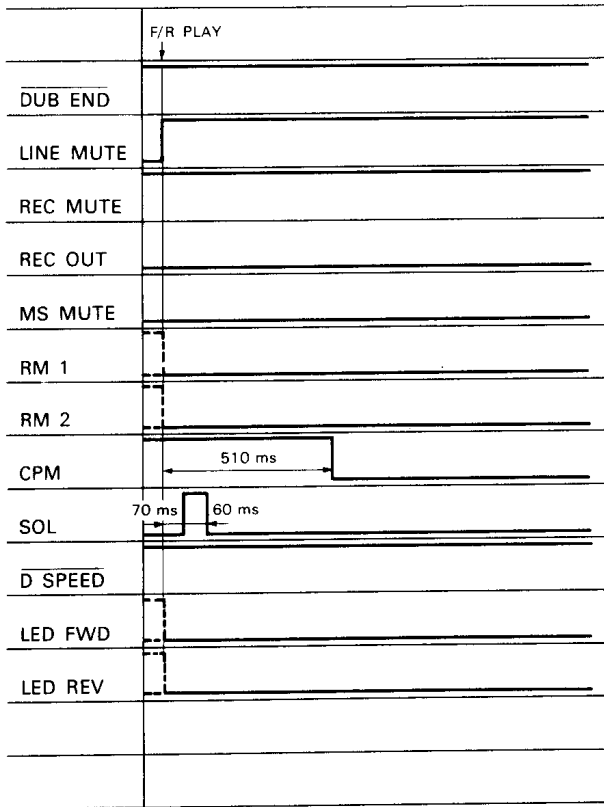 F/R PLAY
DUB END
LINE MUTE
REC MUTE
REC OUT
MS MUTE
RM 1
RM 2
510 ms
CPM
70 ms 60 ms
SOL
D SPEED
LED FWD
LED REV